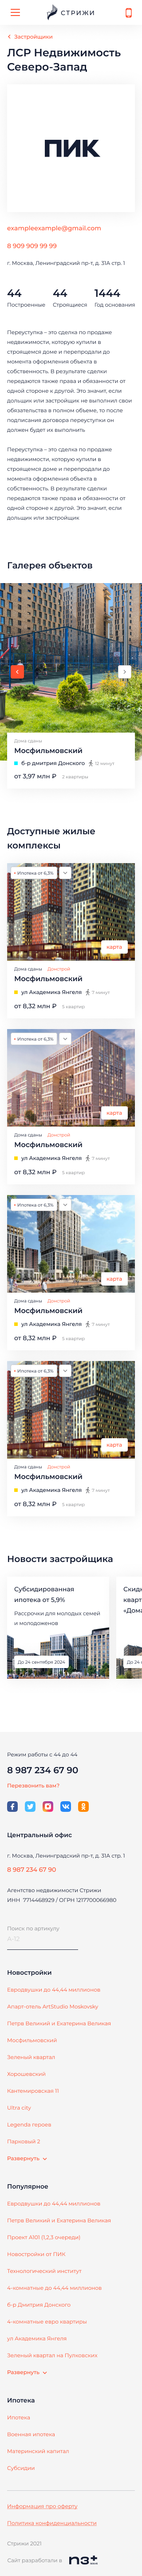 СТРИЖИ
Застройщики
ЛСР Недвижимость
Северо-Запад
ПИК
exampleexample@gmail.com
8 909 909 99 99
г. Москва, Ленинградский пр-т, д. 31А стр. 1
44 44 1444
Построенные Строящиеся Год основания
Переуступка – это сделка по продаже
недвижимости, которую купили в
строящемся доме и перепродали до
момента оформления объекта в
собственность. В результате сделки
передаются также права и обязанности от
одной стороне к другой. Это значит, если
дольщик или застройщик не выполнил свои
обязательства в полном объеме, то после
подписания договора переуступки он
должен будет их выполнить
Переуступка – это сделка по продаже
недвижимости, которую купили в
строящемся доме и перепродали до
момента оформления объекта в
собственность. В результате сделки
передаются также права и обязанности от
одной стороне к другой. Это значит, если
дольщик или застройщик
Галерея объектов
Дома сданы
Мосфильмовский
б-р дмитрия Донского 12 минут
от 3,97 млн ₽ 2 квартиры
Доступные жилые
комплексы
Ипотека от 6,3%
карта
Дома сданы Донстрой
Мосфильмовский
ул Академика Янгеля 7 минут
от 8,32 млн ₽ 5 квартир
Ипотека от 6,3%
карта
Дома сданы Донстрой
Мосфильмовский
ул Академика Янгеля 7 минут
от 8,32 млн ₽ 5 квартир
Ипотека от 6,3%
карта
Дома сданы Донстрой
Мосфильмовский
ул Академика Янгеля 7 минут
от 8,32 млн ₽ 5 квартир
Ипотека от 6,3%
карта
Дома сданы Донстрой
Мосфильмовский
ул Академика Янгеля 7 минут
от 8,32 млн ₽ 5 квартир
Новости застройщика
Субсидированная
ипотека от 5,9%
Рассрочки для молодых семей
и молодоженов
До 24 сентября 2024
Скид
кварт
«Дома
До 24
Режим работы с 44 до 44
8 987 234 67 90
Перезвонить вам?
Центральный офис
г. Москва, Ленинградский пр-т, д. 31А стр. 1
8 987 234 67 90
Агентство недвижимости Стрижи
ИНН 7714468929 / ОГРН 1217700066980
Поиск по артикулу
Новостройки
Евродвушки до 44,44 миллионов
Апарт-отель ArtStudio Moskovsky
Петра Великий и Екатерина Великая
Мосфильмовский
Зеленый квартал
Хорошевский
Кантемировская 11
Ultra city
Legenda героев
Парковый 2
Развернуть
Популярное
Евродвушки до 44,44 миллионов
Петра Великий и Екатерина Великая
Проект А101 (1,2,3 очереди)
Новостройки от ПИК
Технологический институт
4-комнатные до 44,44 миллионов
б-р Дмитрия Донского
4-комнатные евро квартиры
ул Академика Янгеля
Зеленый квартал на Пулковских
Развернуть
Ипотека
Ипотека
Военная ипотека
Материнский капитал
Субсидии
Информация про оферту
Политика конфиденциальности
Стрижи 2021
Сайт разработали в n3+